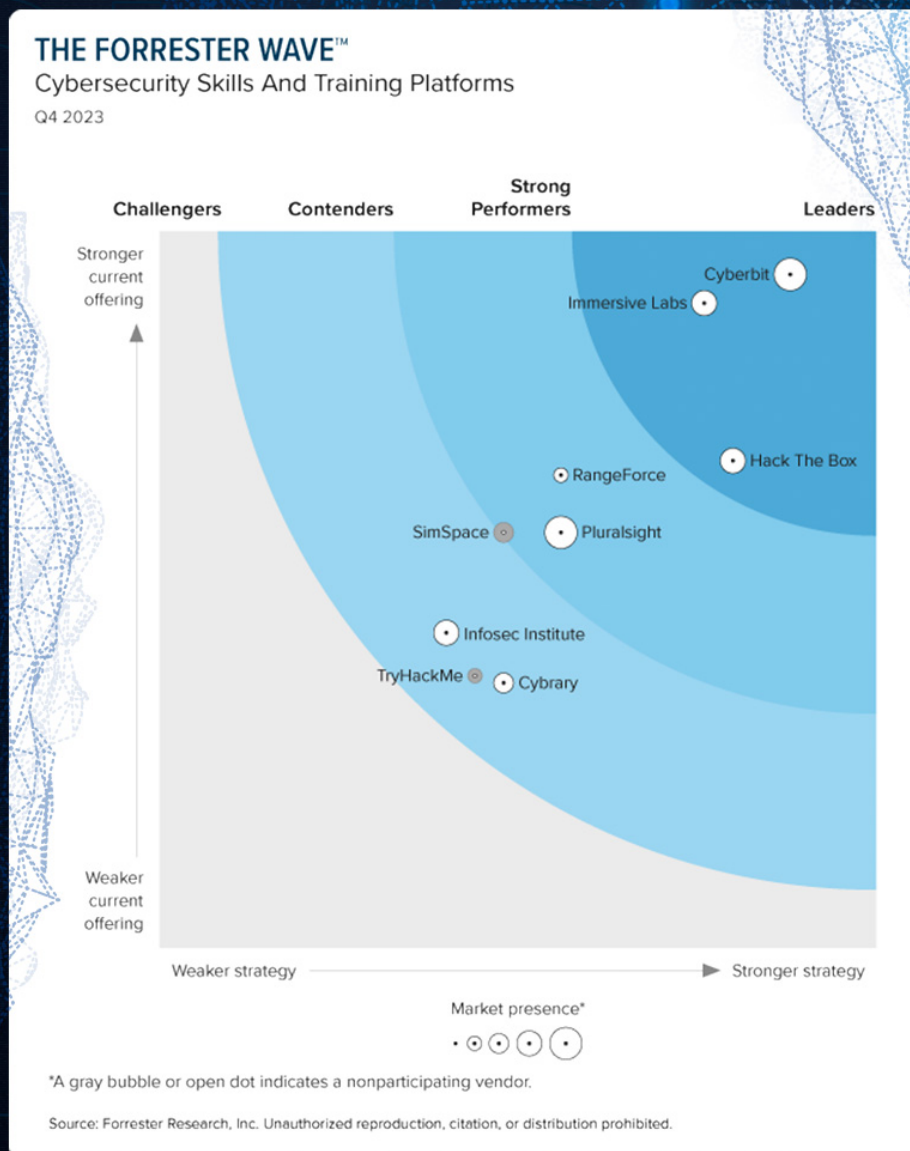 THE FORRESTER WAVE™
Cybersecurity Skills And Training Platforms
Q4 2023
Challengers
Contenders
Strong
Performers
Leaders
Stronger
current
offering
Cyberbit
Immersive Labs
Hack The Box
RangeForce
SimSpace
Pluralsight
Infosec Institute
TryHackMe
Cybrary
Weaker
current
offering
Weaker strategy
Stronger strategy
Market presence*
*A gray bubble or open dot indicates a nonparticipating vendor.
Source: Forrester Research, Inc. Unauthorized reproduction, citation, or distribution prohibited.